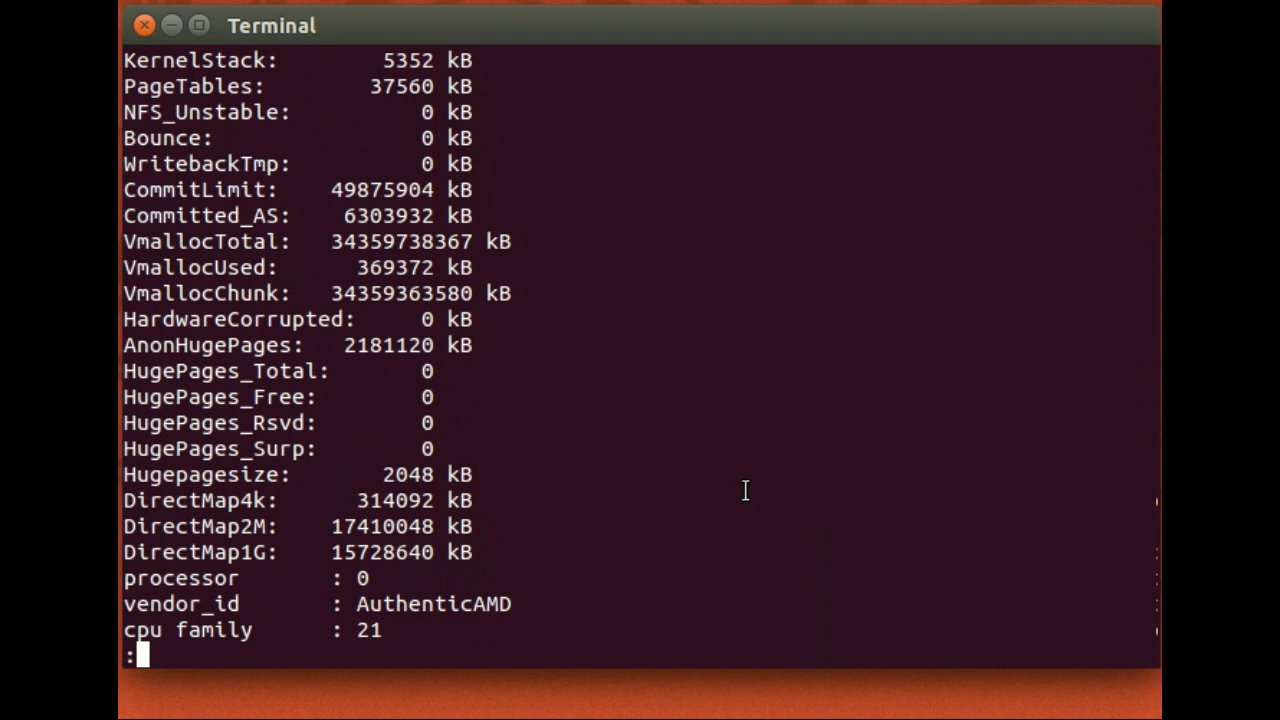 Terminal
KernelStack:        5352 kB
PageTables:        37560 kB
NFS_Unstable:          0 kB
Bounce:                0 kB
WritebackTmp:          0 kB
CommitLimit:    49875904 kB
Committed_AS:    6303932 kB
VmallocTotal:   34359738367 kB
VmallocUsed:      369372 kB
VmallocChunk:   34359363580 kB
HardwareCorrupted:     0 kB
AnonHugePages:   2181120 kB
HugePages_Total:       0
HugePages_Free:        0
HugePages_Rsvd:        0
HugePages_Surp:        0
Hugepagesize:       2048 kB
DirectMap4k:      314092 kB
DirectMap2M:    17410048 kB
DirectMap1G:    15728640 kB
processor       : 0
vendor_id       : AuthenticAMD
cpu family      : 21
: